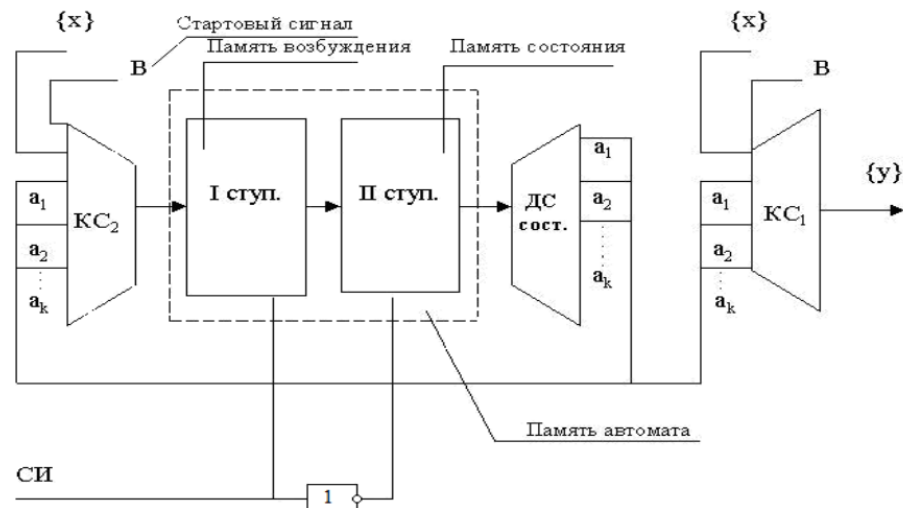 {x}
Стартовый сигнал
Память возбуждения
Память состояния
{x}
В
В
I ступ.
II ступ.
a₁
a₂
aₖ
КС₂
ДС
сост.
a₁
a₂
aₖ
a₁
a₂
aₖ
КС₁
{y}
Память автомата
СИ
1